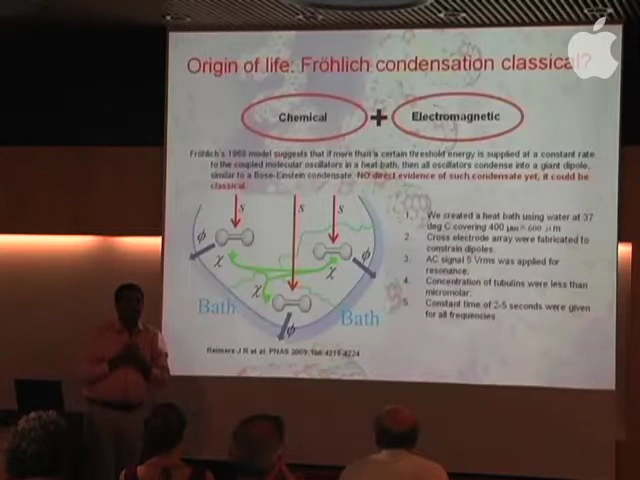 Origin of life: Fröhlich condensation classical?
Chemical + Electromagnetic
Fröhlich's 1968 model suggests that if more than a certain threshold energy is supplied at a constant rate
to the coupled molecular oscillators in a heat bath, then all oscillators condense into a giant dipole,
similar to a Bose-Einstein condensate. NO direct evidence of such condensate yet, it could be
classical.
s s s
ϕ χ χ χ ϕ
Bath ϕ Bath
1. We created a heat bath using water at 37
deg C covering 400 µm × 600 µm
2. Cross electrode array were fabricated to
constrain dipoles.
3. AC signal 5 Vrms was applied for
resonance.
4. Concentration of tubulins were less than
micromolar.
5. Constant time of 2-5 seconds were given
for all frequencies.
Reimers J R et al. PNAS 2009;106:4219-4224